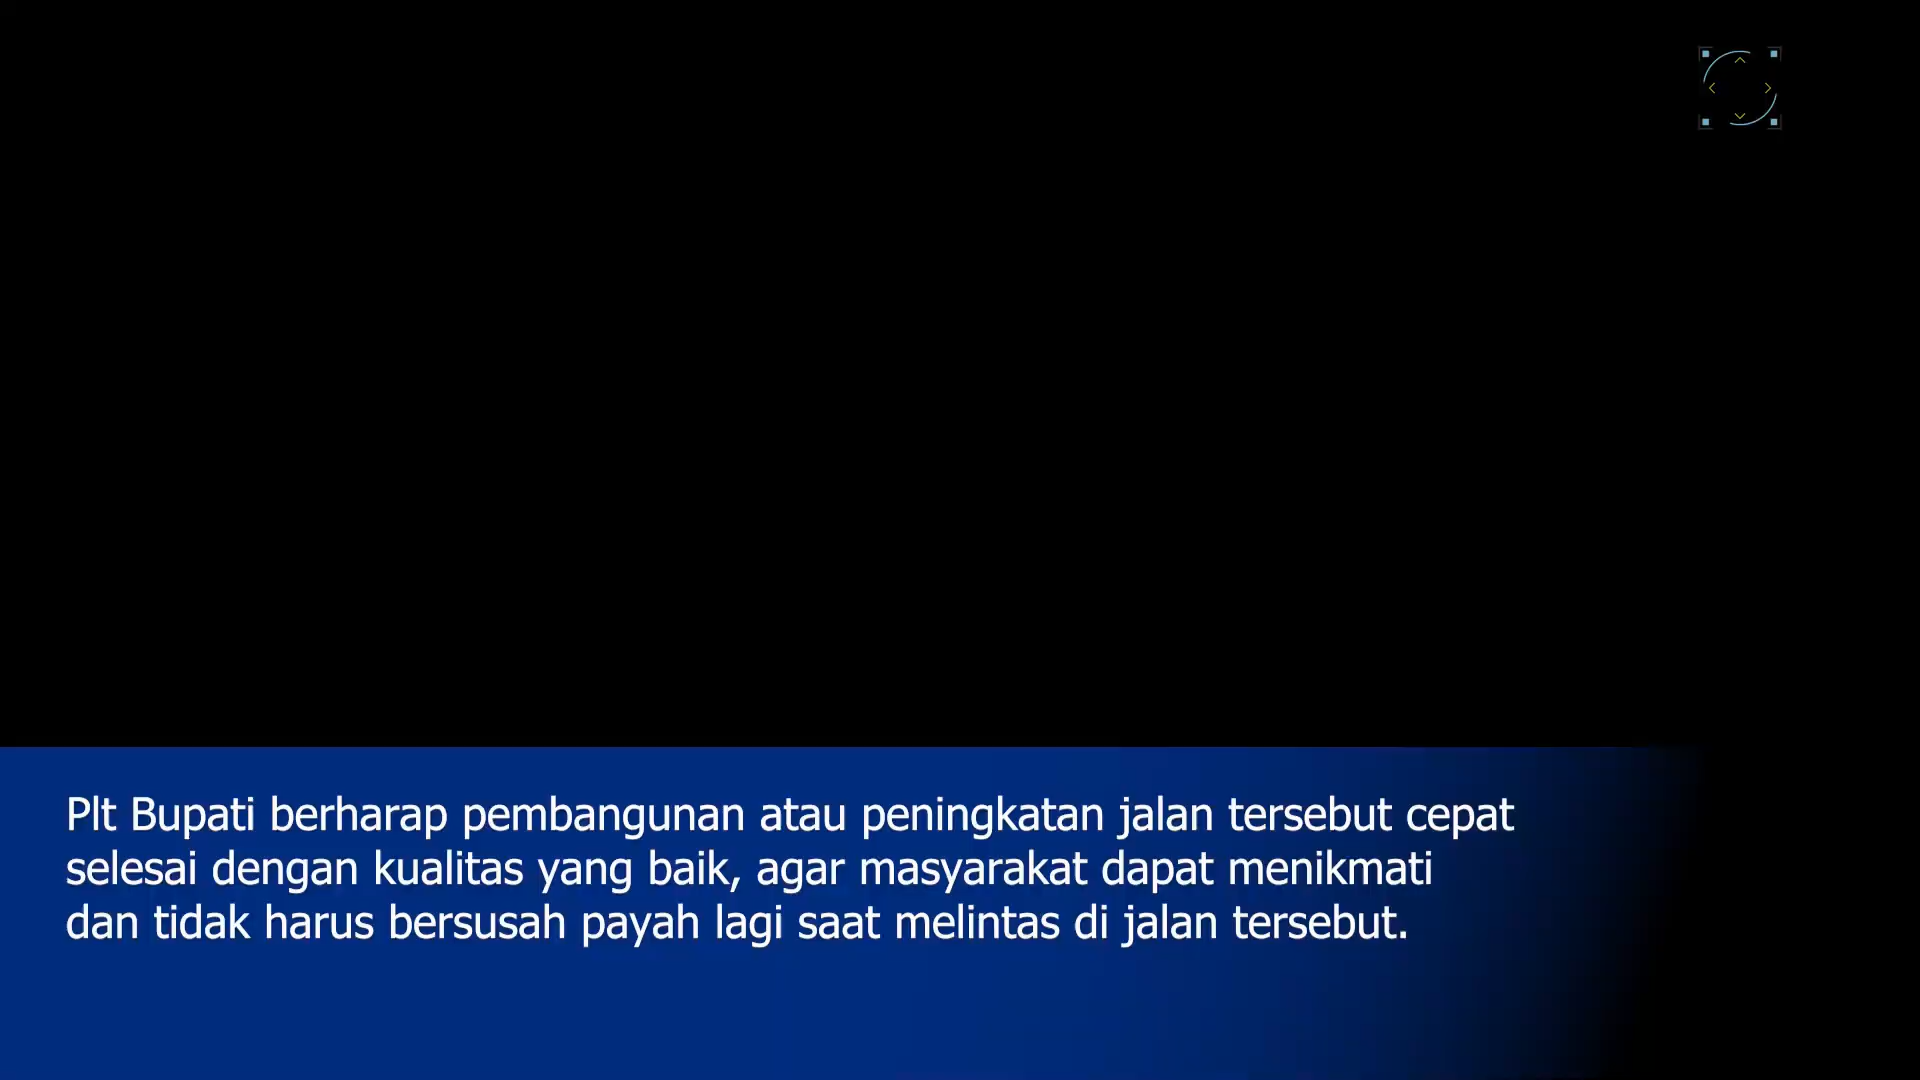 Plt Bupati berharap pembangunan atau peningkatan jalan tersebut cepat
selesai dengan kualitas yang baik, agar masyarakat dapat menikmati
dan tidak harus bersusah payah lagi saat melintas di jalan tersebut.